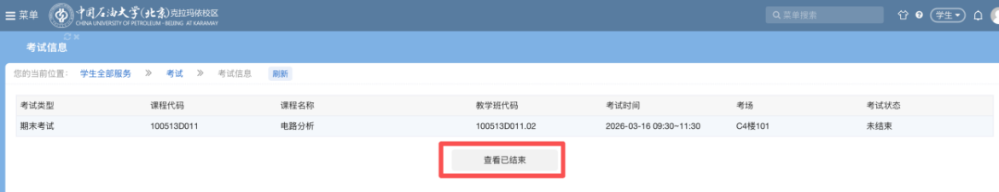 菜单 中国石油大学(北京)克拉玛依校区 菜单搜索 学生
CHINA UNIVERSITY OF PETROLEUM - BEIJING AT KARAMAY
考试信息
您的当前位置: 学生全部服务 » 考试 » 考试信息 刷新
考试类型 课程代码 课程名称 教学班代码 考试时间 考场 考试状态
期末考试 100513D011 电路分析 100513D011.02 2026-03-16 09:30~11:30 C4楼101 未结束
查看已结束